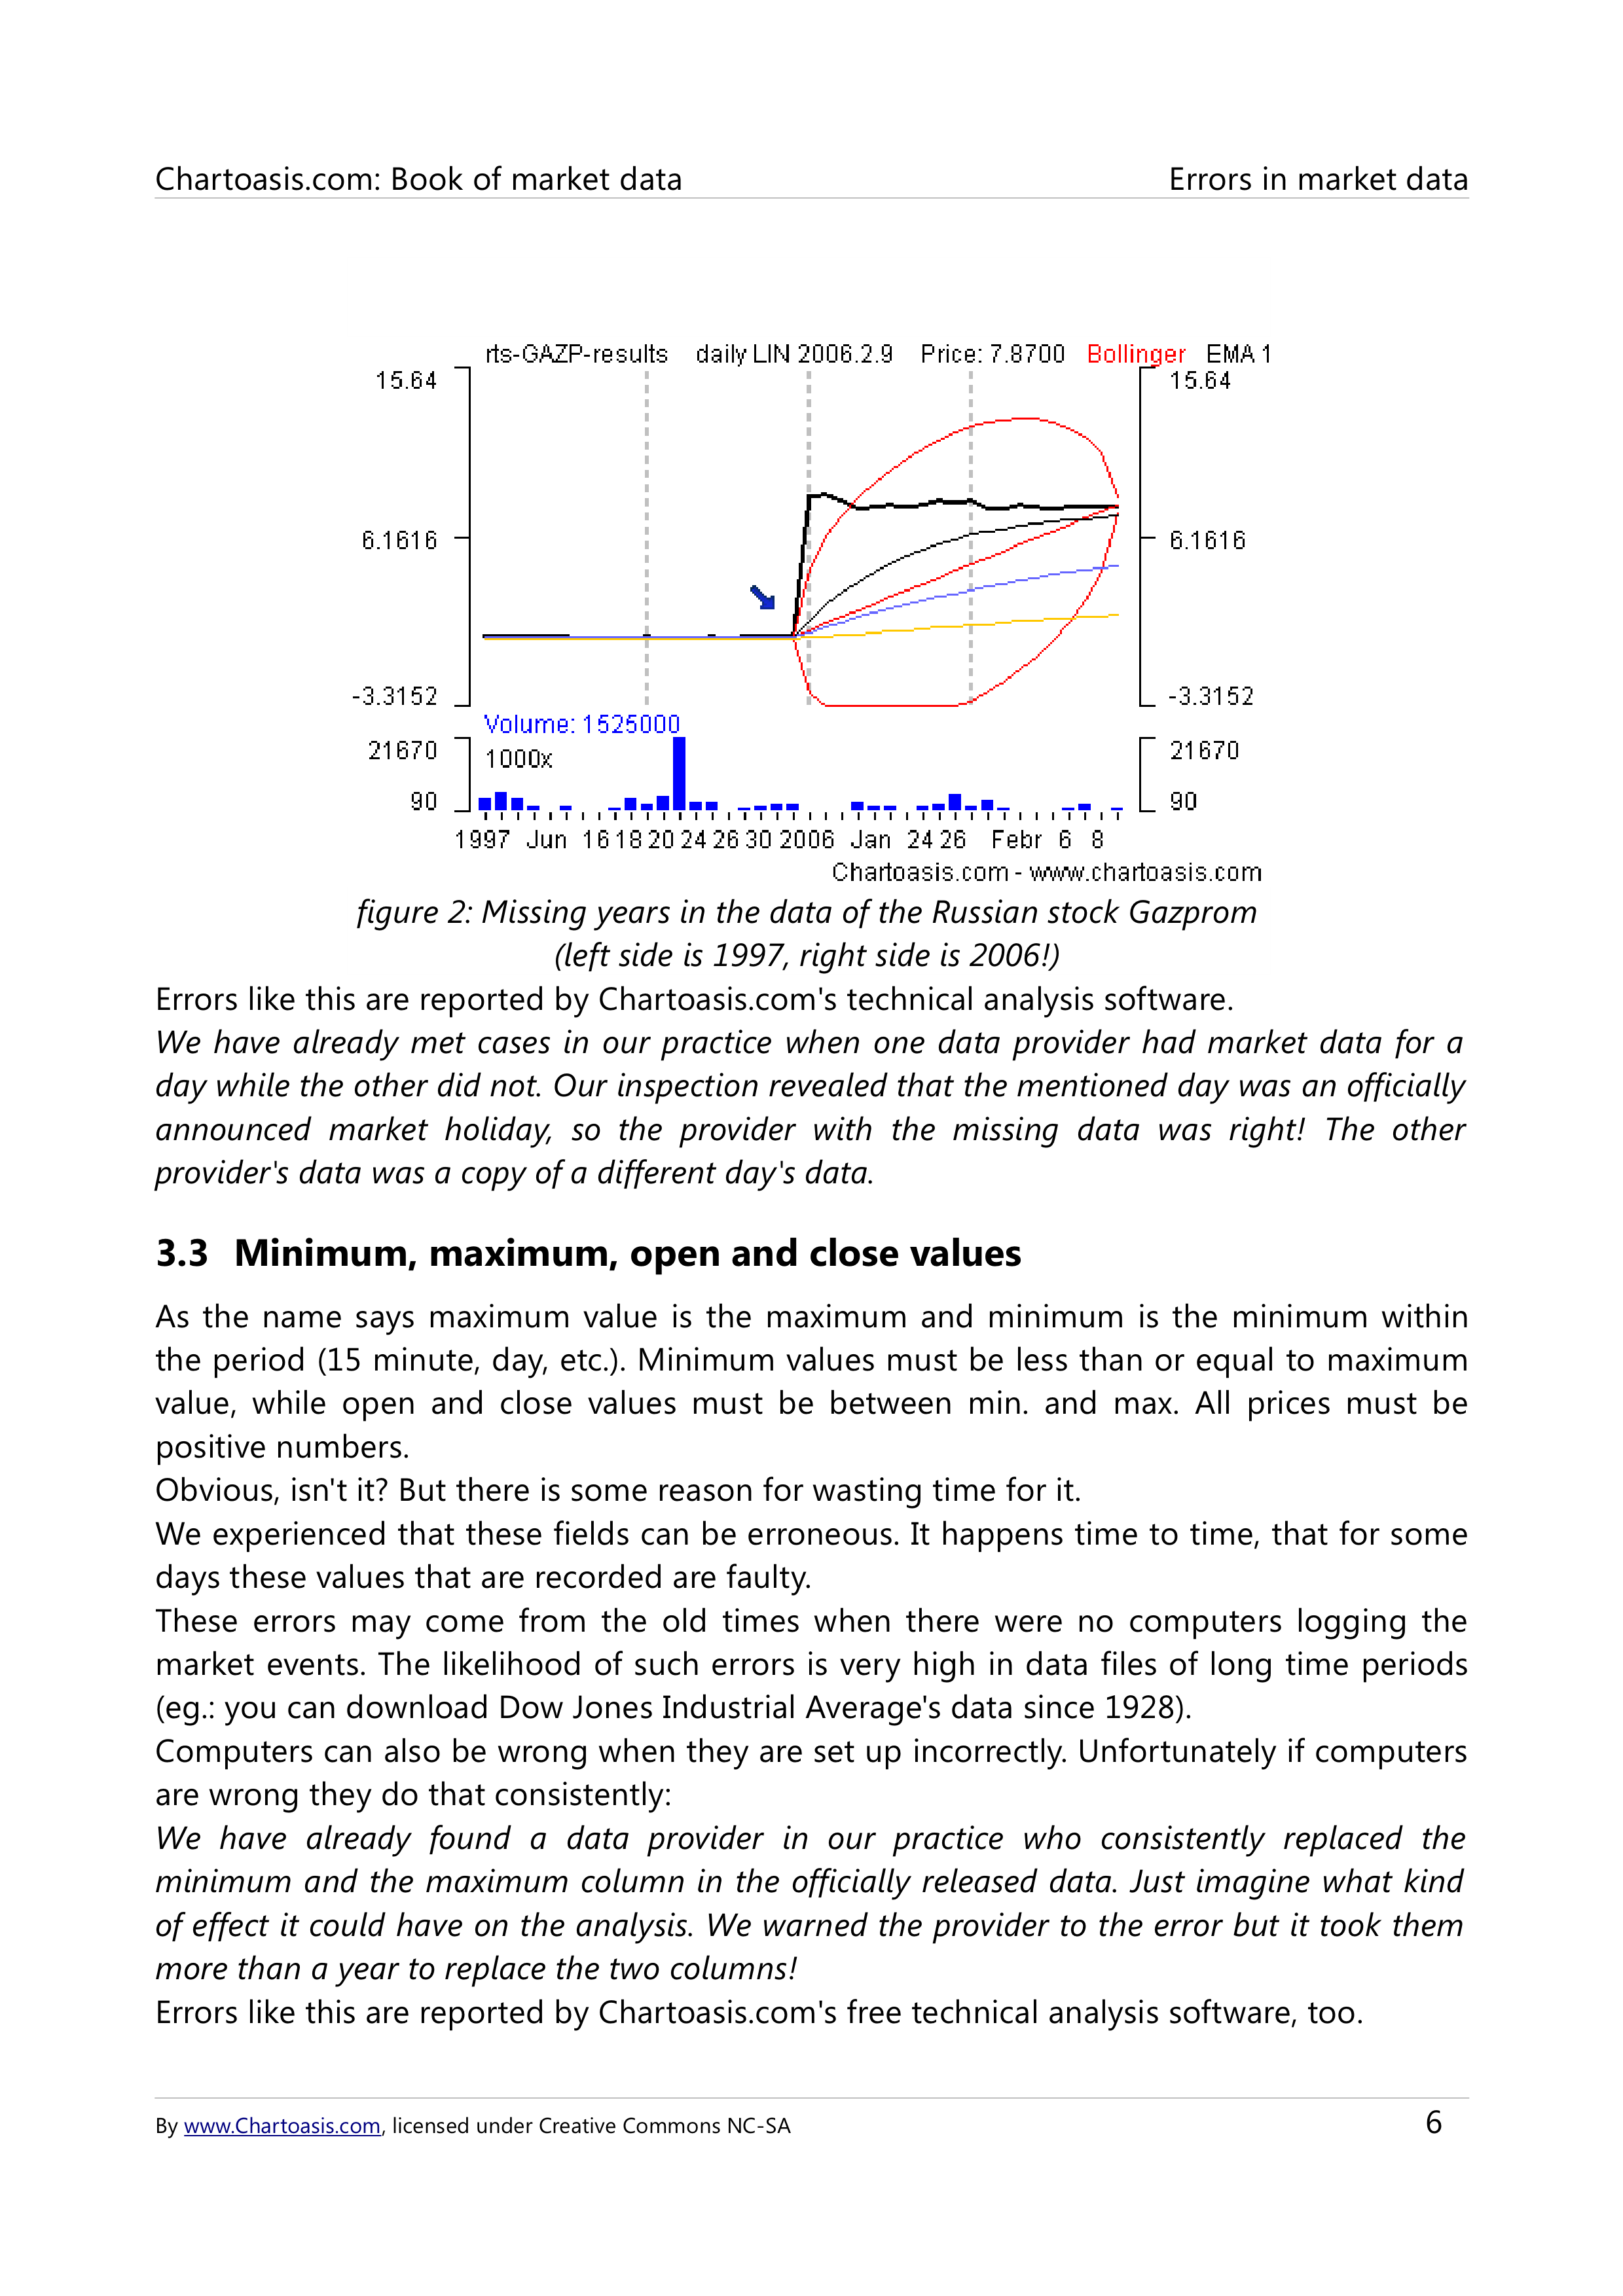 Chartoasis.com: Book of market data Errors in market data
rts-GAZP-results daily LIN 2006.2.9 Price: 7.8700 Bollinger EMA 1
15.64 15.64
6.1616 6.1616
-3.3152 -3.3152
Volume: 1525000
21670 1000x 21670
90 90
1997 Jun 16 18 20 24 26 30 2006 Jan 24 26 Febr 6 8
Chartoasis.com - www.chartoasis.com
figure 2: Missing years in the data of the Russian stock Gazprom
(left side is 1997, right side is 2006!)
Errors like this are reported by Chartoasis.com's technical analysis software.
We have already met cases in our practice when one data provider had market data for a
day while the other did not. Our inspection revealed that the mentioned day was an officially
announced market holiday, so the provider with the missing data was right! The other
provider's data was a copy of a different day's data.
3.3 Minimum, maximum, open and close values
As the name says maximum value is the maximum and minimum is the minimum within
the period (15 minute, day, etc.). Minimum values must be less than or equal to maximum
value, while open and close values must be between min. and max. All prices must be
positive numbers.
Obvious, isn't it? But there is some reason for wasting time for it.
We experienced that these fields can be erroneous. It happens time to time, that for some
days these values that are recorded are faulty.
These errors may come from the old times when there were no computers logging the
market events. The likelihood of such errors is very high in data files of long time periods
(eg.: you can download Dow Jones Industrial Average's data since 1928).
Computers can also be wrong when they are set up incorrectly. Unfortunately if computers
are wrong they do that consistently:
We have already found a data provider in our practice who consistently replaced the
minimum and the maximum column in the officially released data. Just imagine what kind
of effect it could have on the analysis. We warned the provider to the error but it took them
more than a year to replace the two columns!
Errors like this are reported by Chartoasis.com's free technical analysis software, too.
By www.Chartoasis.com, licensed under Creative Commons NC-SA 6